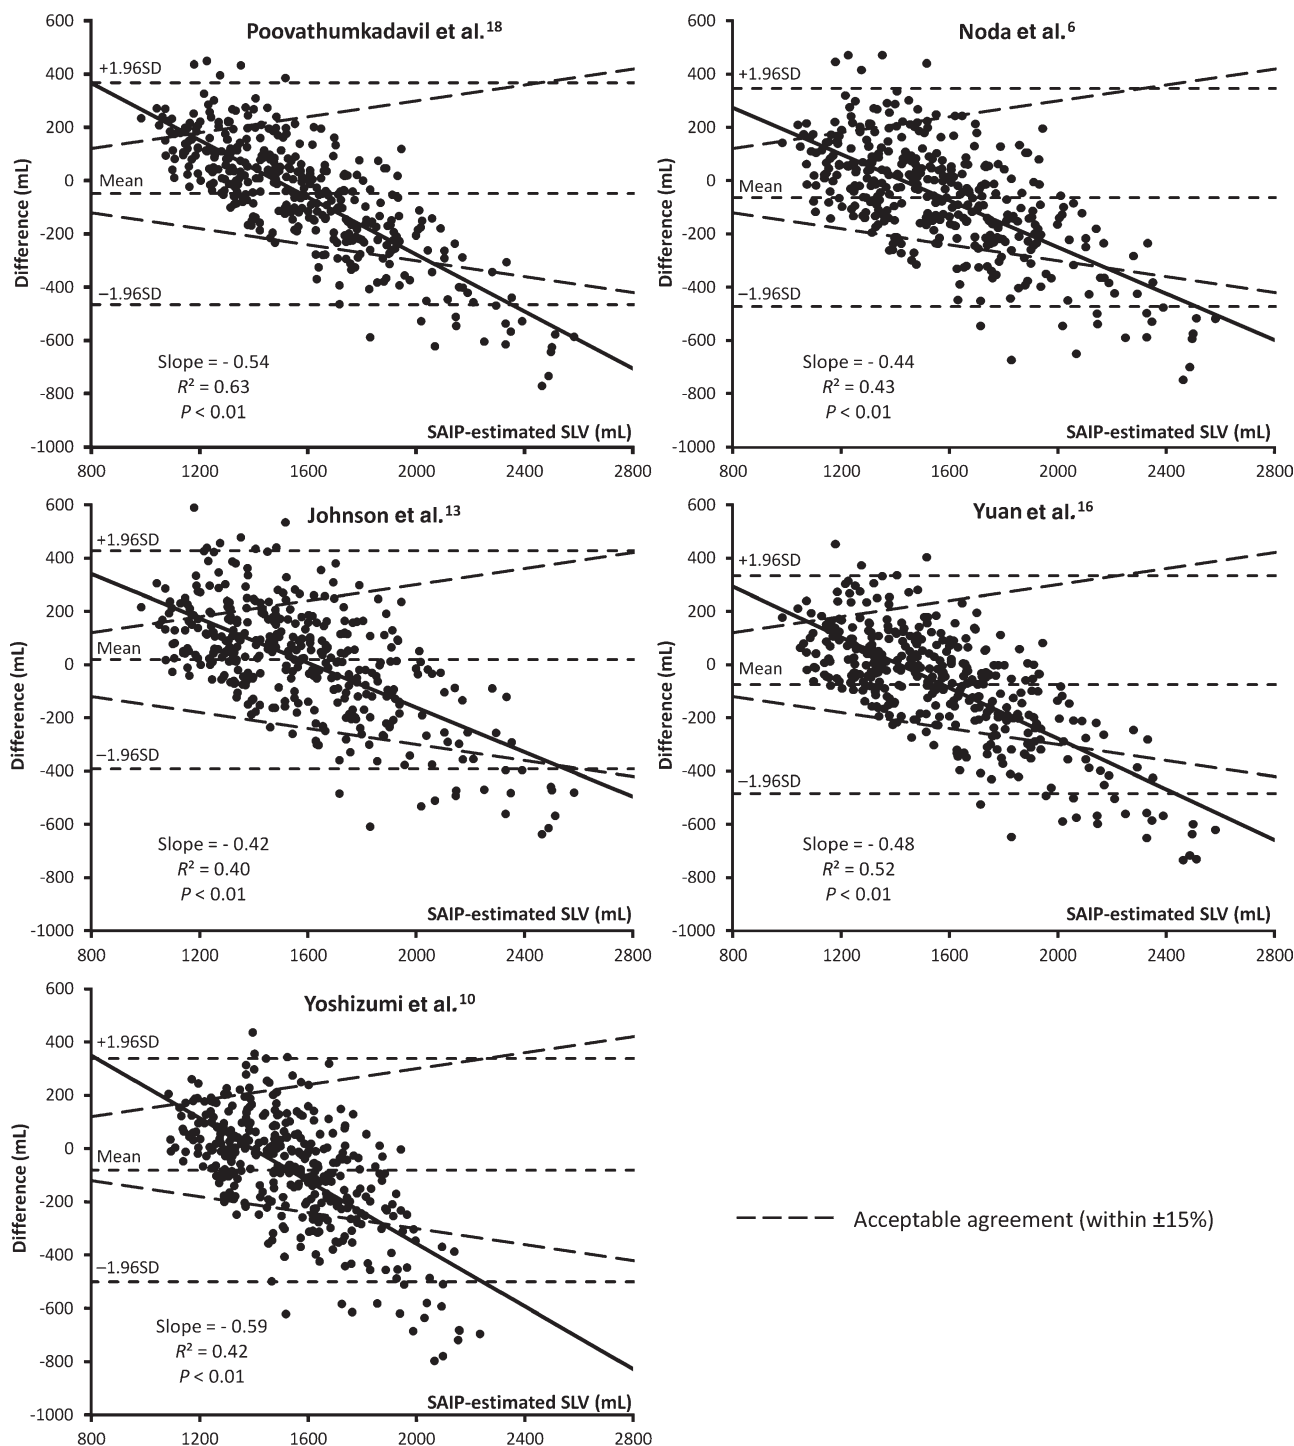 Poovathumkadavil et al.18
Difference (mL)
600
400
200
0
-200
-400
-600
-800
-1000
+1.96SD
Mean
−1.96SD
Slope = - 0.54
R² = 0.63
P < 0.01
SAIP-estimated SLV (mL)
800 1200 1600 2000 2400 2800
Noda et al.6
Difference (mL)
600
400
200
0
-200
-400
-600
-800
-1000
+1.96SD
Mean
−1.96SD
Slope = - 0.44
R² = 0.43
P < 0.01
SAIP-estimated SLV (mL)
800 1200 1600 2000 2400 2800
Johnson et al.13
Difference (mL)
600
400
200
0
-200
-400
-600
-800
-1000
+1.96SD
Mean
−1.96SD
Slope = - 0.42
R² = 0.40
P < 0.01
SAIP-estimated SLV (mL)
800 1200 1600 2000 2400 2800
Yuan et al.16
Difference (mL)
600
400
200
0
-200
-400
-600
-800
-1000
+1.96SD
Mean
−1.96SD
Slope = - 0.48
R² = 0.52
P < 0.01
SAIP-estimated SLV (mL)
800 1200 1600 2000 2400 2800
Yoshizumi et al.10
Difference (mL)
600
400
200
0
-200
-400
-600
-800
-1000
+1.96SD
Mean
−1.96SD
Slope = - 0.59
R² = 0.42
P < 0.01
SAIP-estimated SLV (mL)
800 1200 1600 2000 2400 2800
Acceptable agreement (within ±15%)